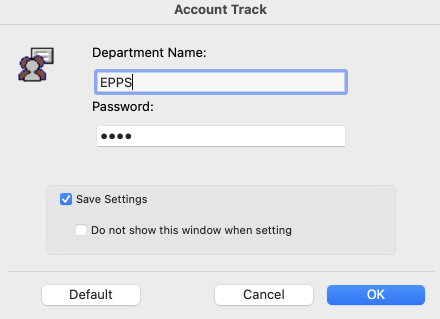 Account Track
Department Name:
EPPS
Password:
••••
Save Settings
Do not show this window when setting
Default
Cancel
OK